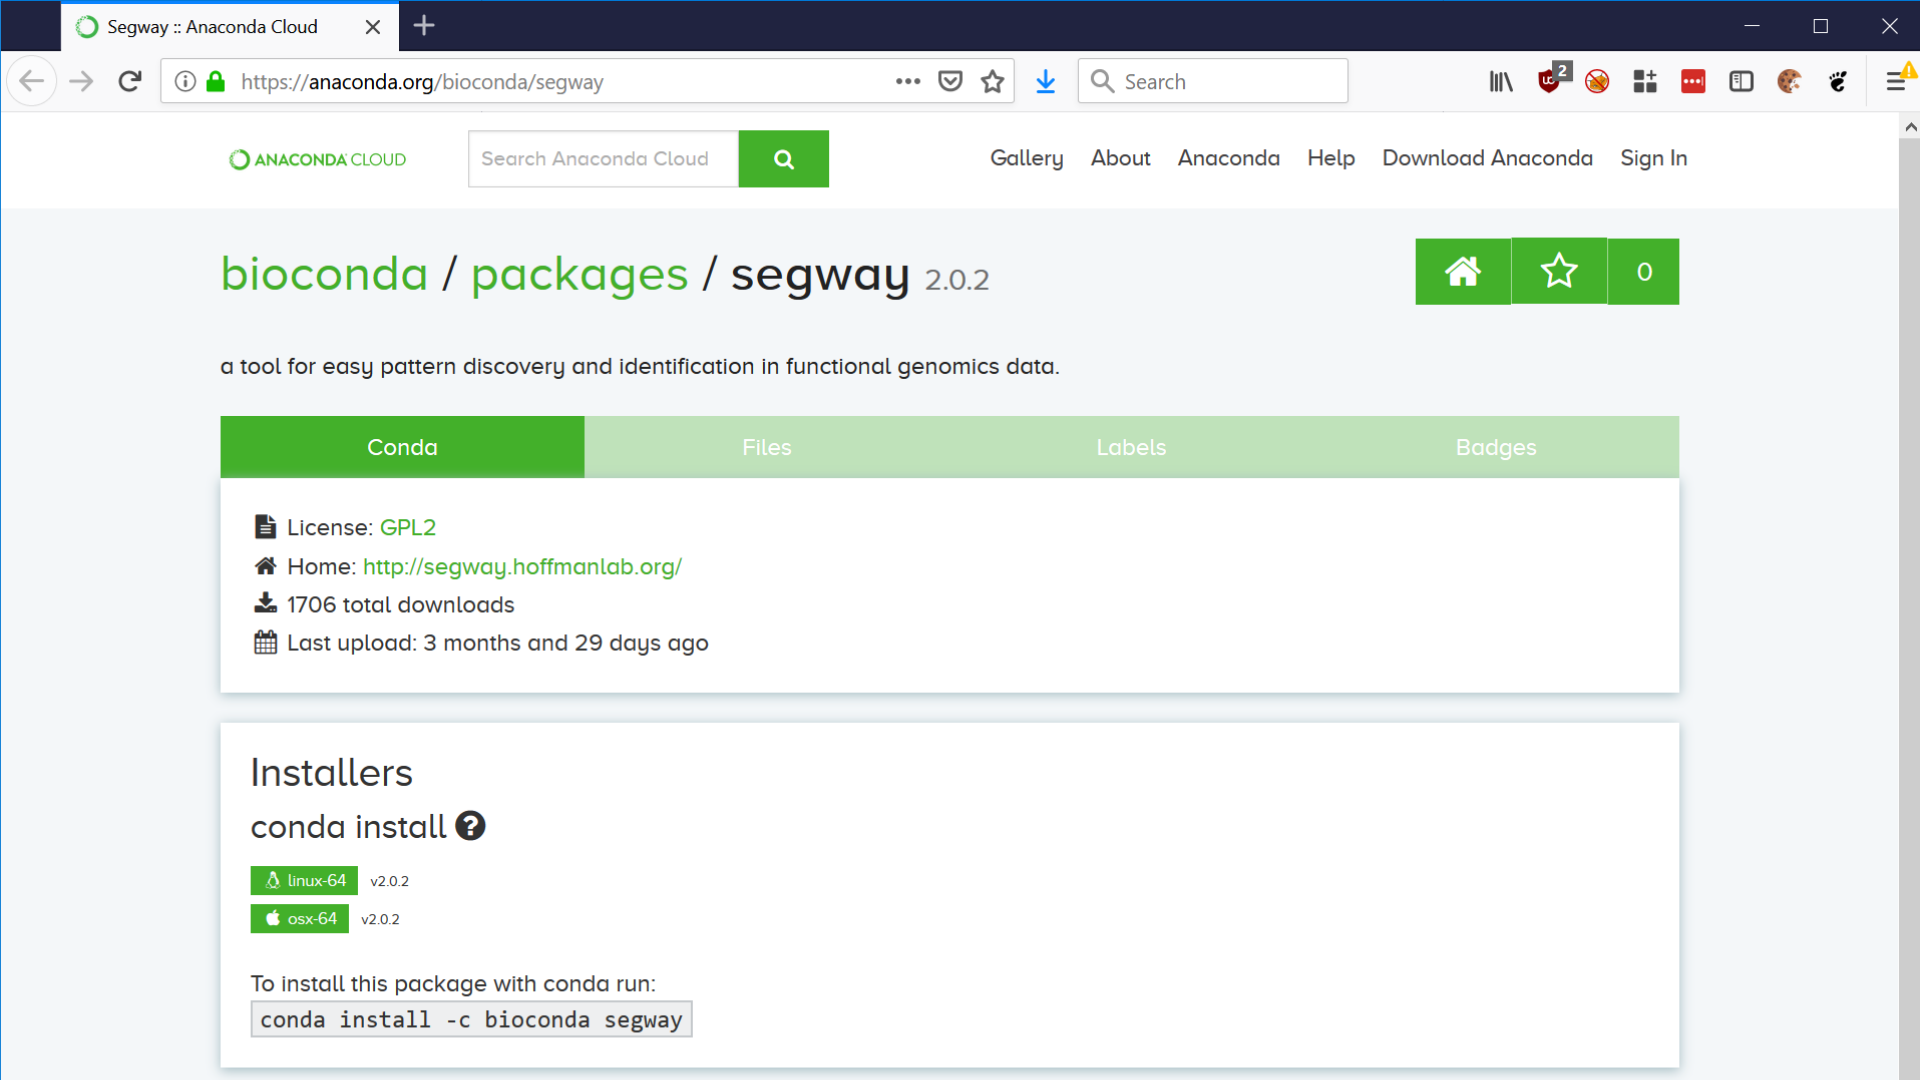 Segway :: Anaconda Cloud
https://anaconda.org/bioconda/segway
Search
2
ANACONDA CLOUD
Search Anaconda Cloud
Gallery About Anaconda Help Download Anaconda Sign In
bioconda / packages / segway 2.0.2
0
a tool for easy pattern discovery and identification in functional genomics data.
Conda Files Labels Badges
License: GPL2
Home: http://segway.hoffmanlab.org/
1706 total downloads
Last upload: 3 months and 29 days ago
Installers
conda install ?
linux-64 v2.0.2
osx-64 v2.0.2
To install this package with conda run:
conda install -c bioconda segway